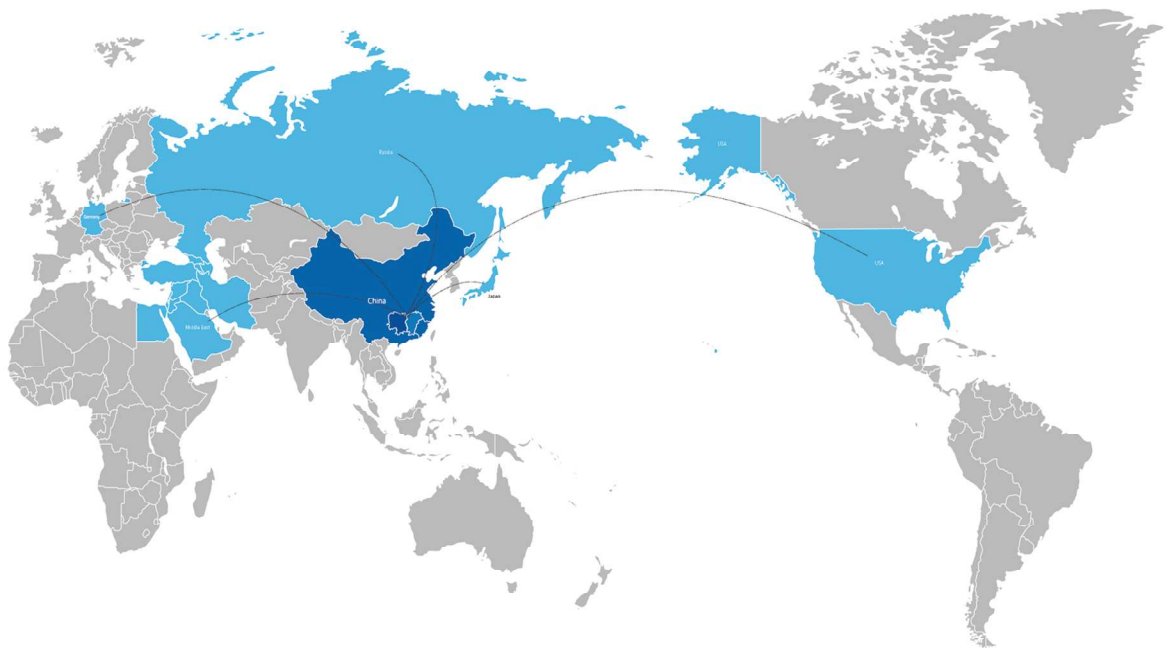 Russia
USA
Germany
USA
China
Japan
Middle East